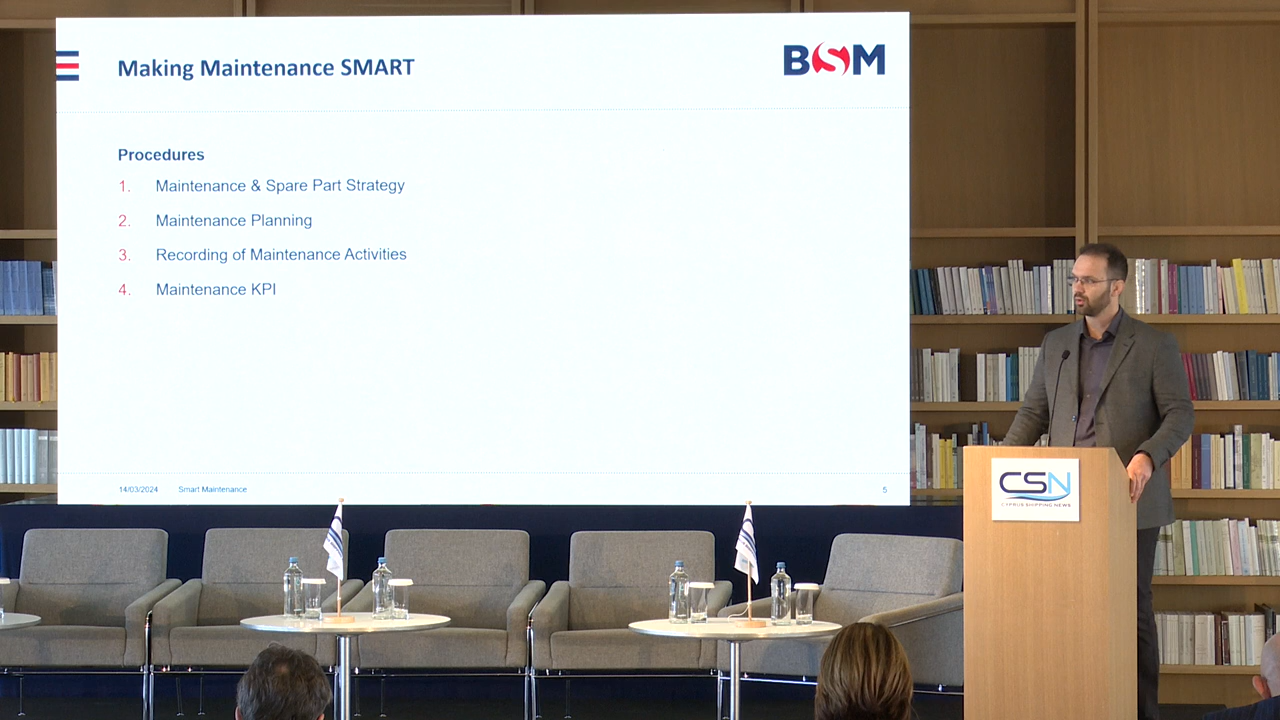 Making Maintenance SMART
BSM
Procedures
1. Maintenance & Spare Part Strategy
2. Maintenance Planning
3. Recording of Maintenance Activities
4. Maintenance KPI
14/03/2024 Smart Maintenance 5
CSN
CYPRUS SHIPPING NEWS